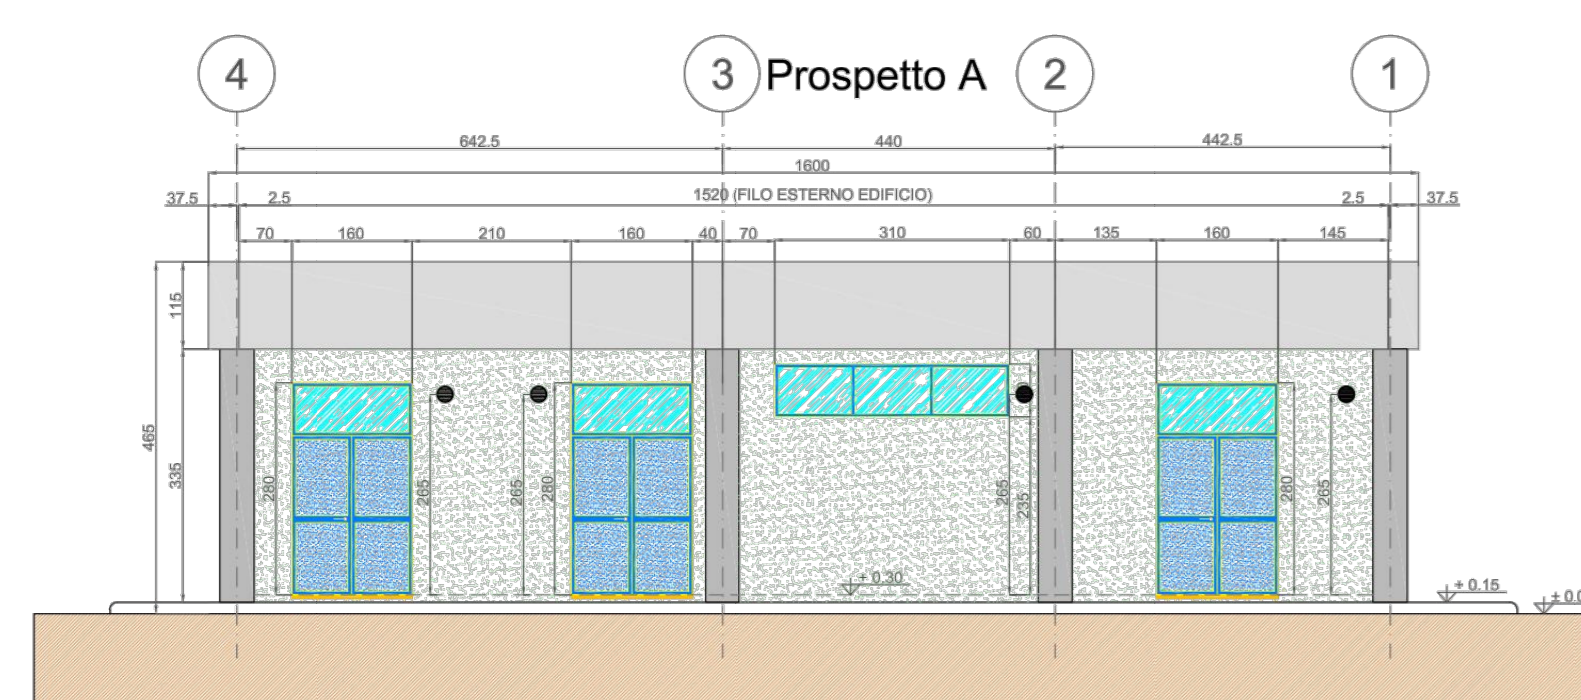 4 3 Prospetto A 2 1
642.5 440 442.5
1600
37.5 2.5 1520 (FILO ESTERNO EDIFICIO) 2.5 37.5
70 160 210 160 40 70 310 60 135 160 145
115
465
335
280 265 265 280 265 235 280 265
+ 0.30
+ 0.15